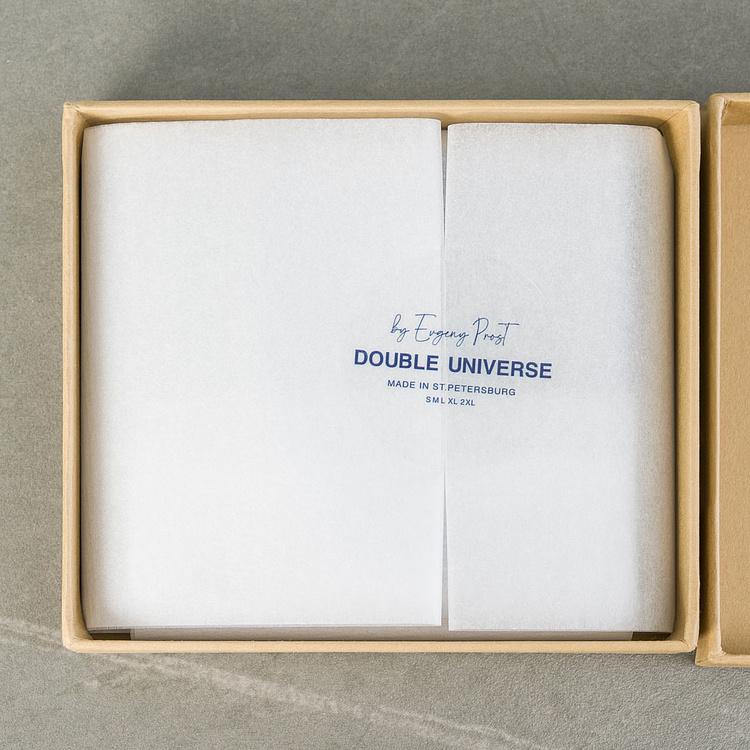 by Evgeny Prost
DOUBLE UNIVERSE
MADE IN ST.PETERSBURG
S M L XL 2XL